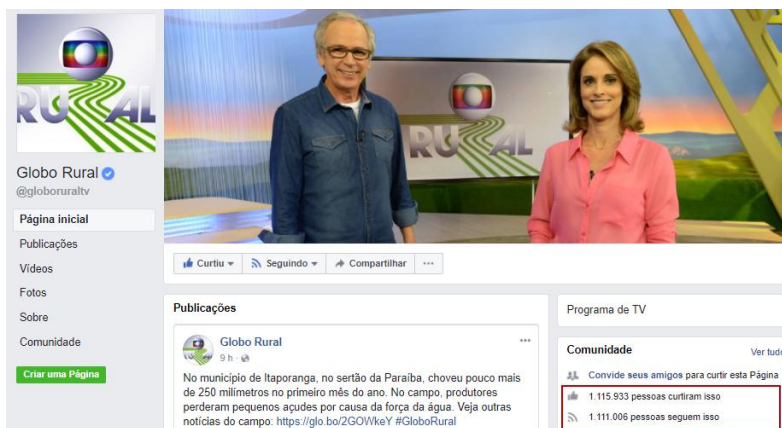 RURAL
RURAL
Globo Rural
@globoruraltv
Página inicial
Publicações
Vídeos
Fotos
Sobre
Comunidade
Criar uma Página
Curtiu
Seguindo
Compartilhar
Publicações
Globo Rural
9 h
No município de Itaporanga, no sertão da Paraíba, choveu pouco mais
de 250 milímetros no primeiro mês do ano. No campo, produtores
perderam pequenos açudes por causa da força da água. Veja outras
notícias do campo: https://glo.bo/2GOWkeY #GloboRural
Programa de TV
Comunidade
Ver tudo
Convide seus amigos para curtir esta Página
1.115.933 pessoas curtiram isso
1.111.006 pessoas seguem isso